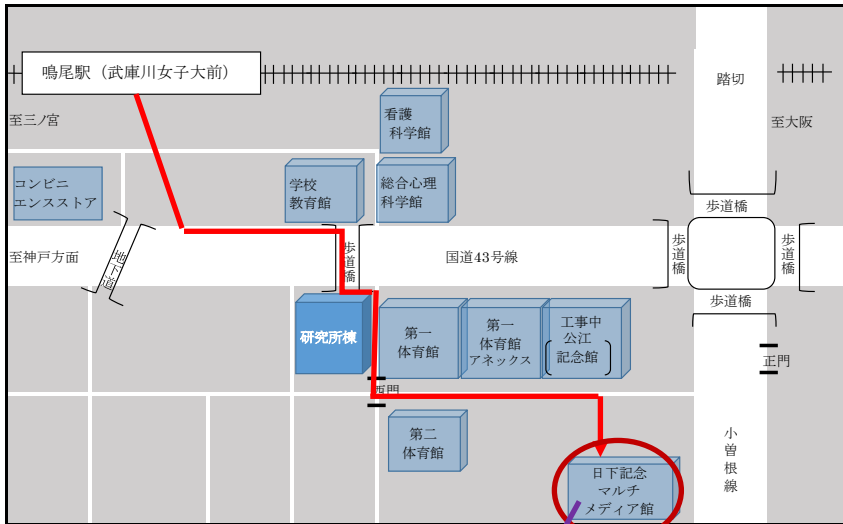 鳴尾駅（武庫川女子大前）
踏切
至三ノ宮
至大阪
看護
科学館
コンビニ
エンスストア
学校
教育館
総合心理
科学館
歩道橋
至神戸方面
地下道
歩道橋
国道43号線
歩道橋
歩道橋
歩道橋
研究所棟
第一
体育館
第一
体育館
アネックス
工事中
公江
記念館
正門
西門
第二
体育館
小曽根線
日下記念
マルチ
メディア館